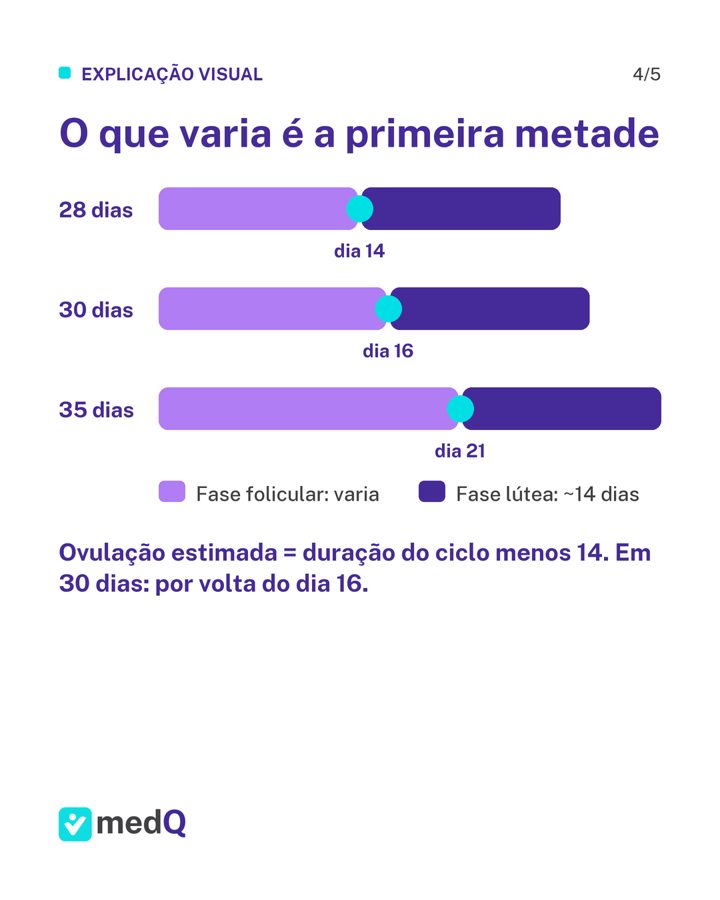 EXPLICAÇÃO VISUAL
4/5
O que varia é a primeira metade
28 dias
dia 14
30 dias
dia 16
35 dias
dia 21
Fase folicular: varia
Fase lútea: ~14 dias
Ovulação estimada = duração do ciclo menos 14. Em
30 dias: por volta do dia 16.
medQ